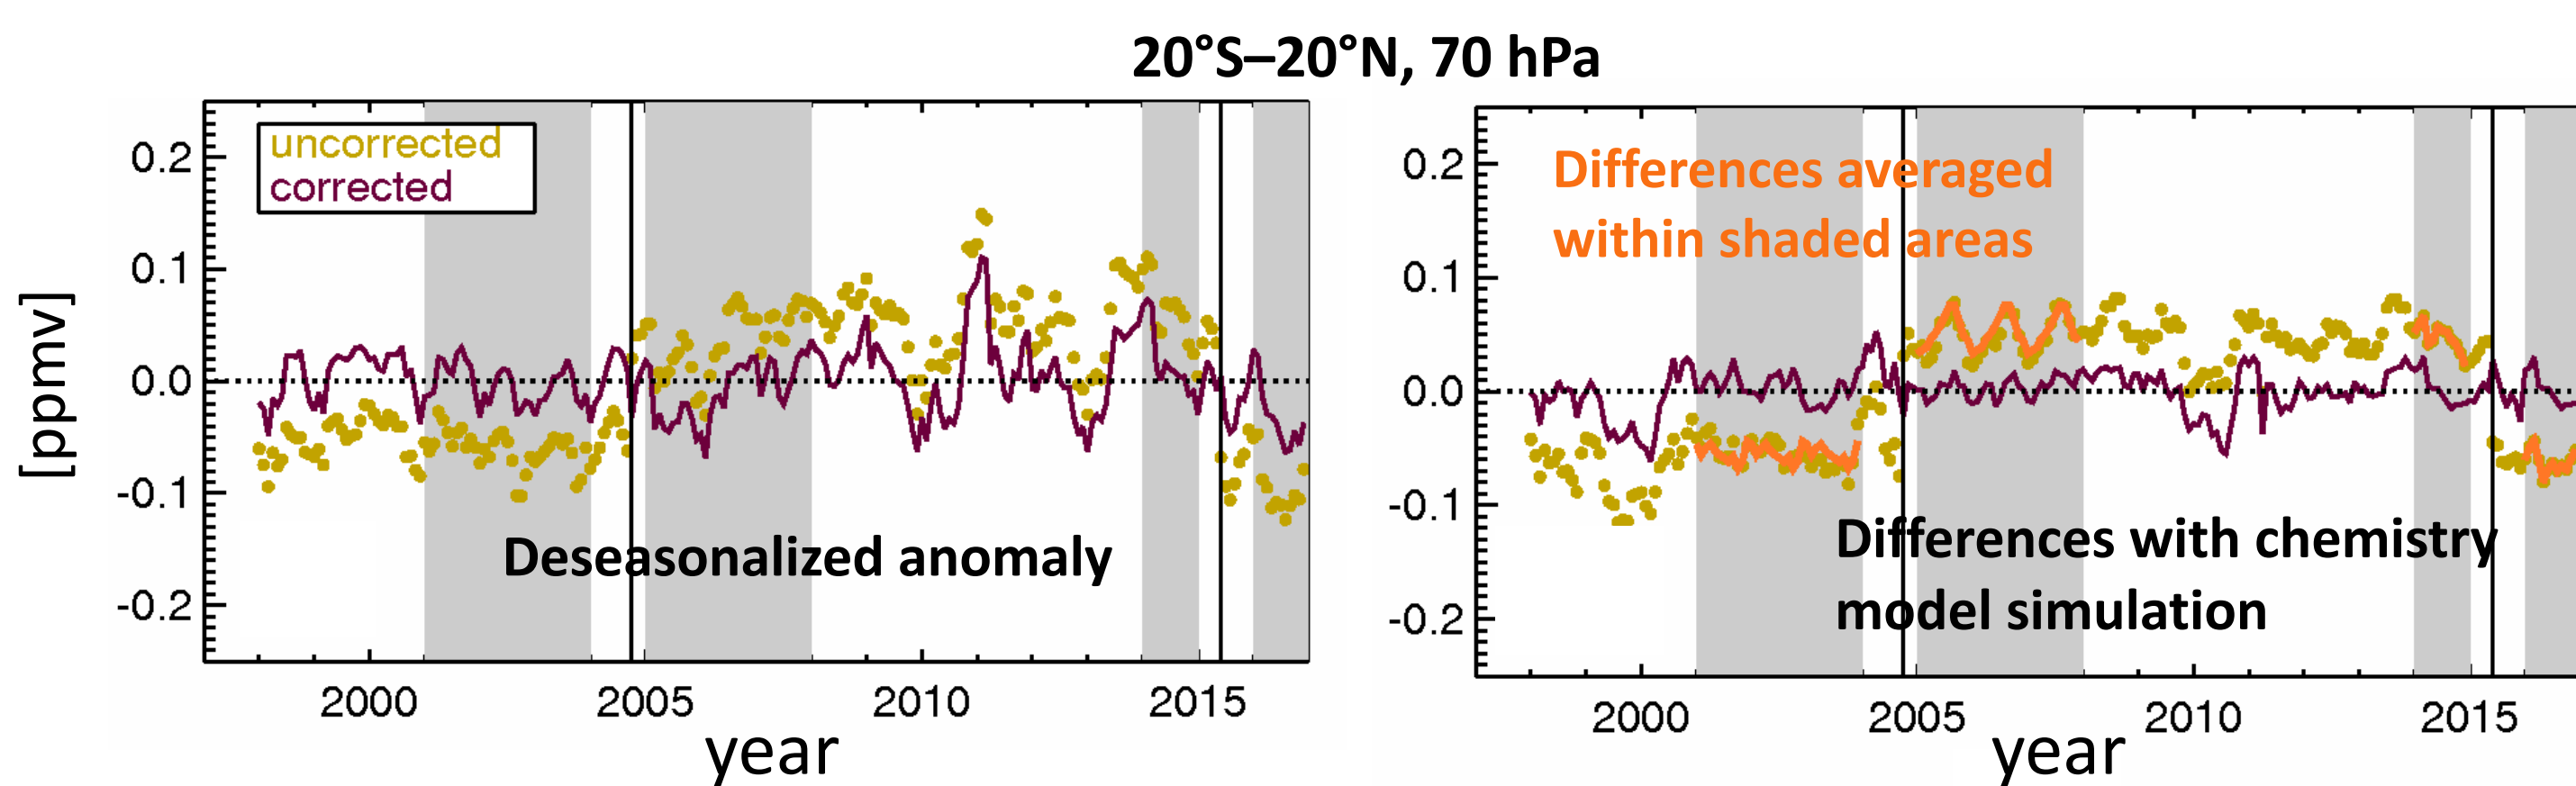 20°S–20°N, 70 hPa
uncorrected
corrected
0.2
0.1
0.0
-0.1
-0.2
[ppmv]
Deseasonalized anomaly
2000
2005
2010
2015
year
Differences averaged
within shaded areas
0.2
0.1
0.0
-0.1
-0.2
Differences with chemistry
model simulation
2000
2005
2010
2015
year